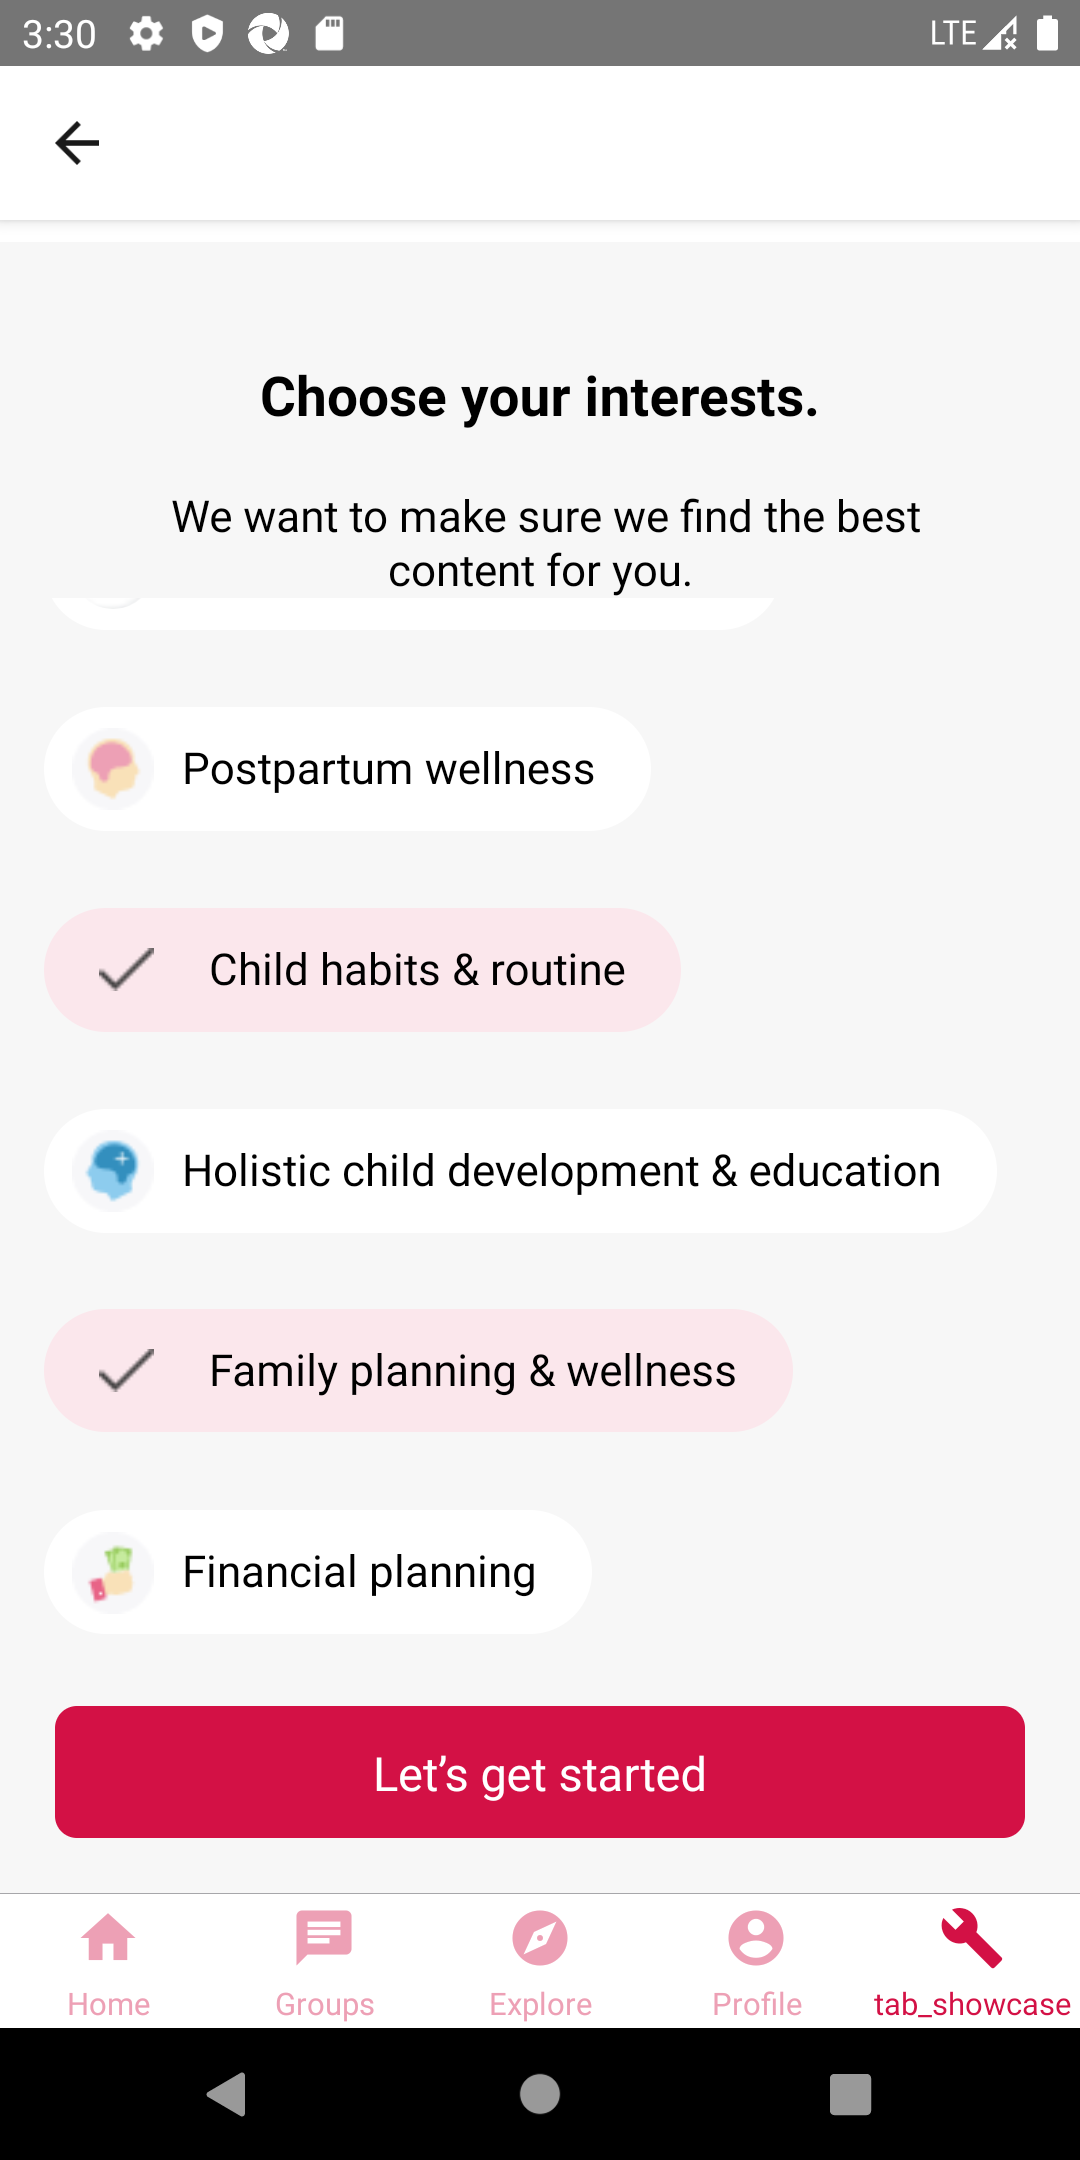 3:30
LTE
Choose your interests.
We want to make sure we find the best
content for you.
Postpartum wellness
Child habits & routine
Holistic child development & education
Family planning & wellness
Financial planning
Let’s get started
Home
Groups
Explore
Profile
tab_showcase